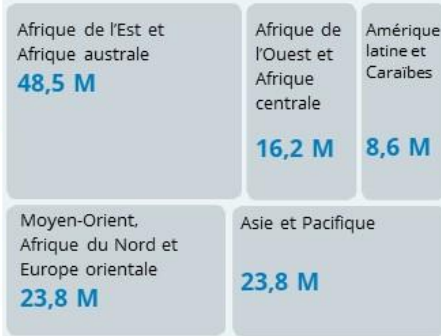 Afrique de l'Est et
Afrique australe
48,5 M
Afrique de
l'Ouest et
Afrique
centrale
16,2 M
Amérique
latine et
Caraïbes
8,6 M
Moyen-Orient,
Afrique du Nord et
Europe orientale
23,8 M
Asie et Pacifique
23,8 M